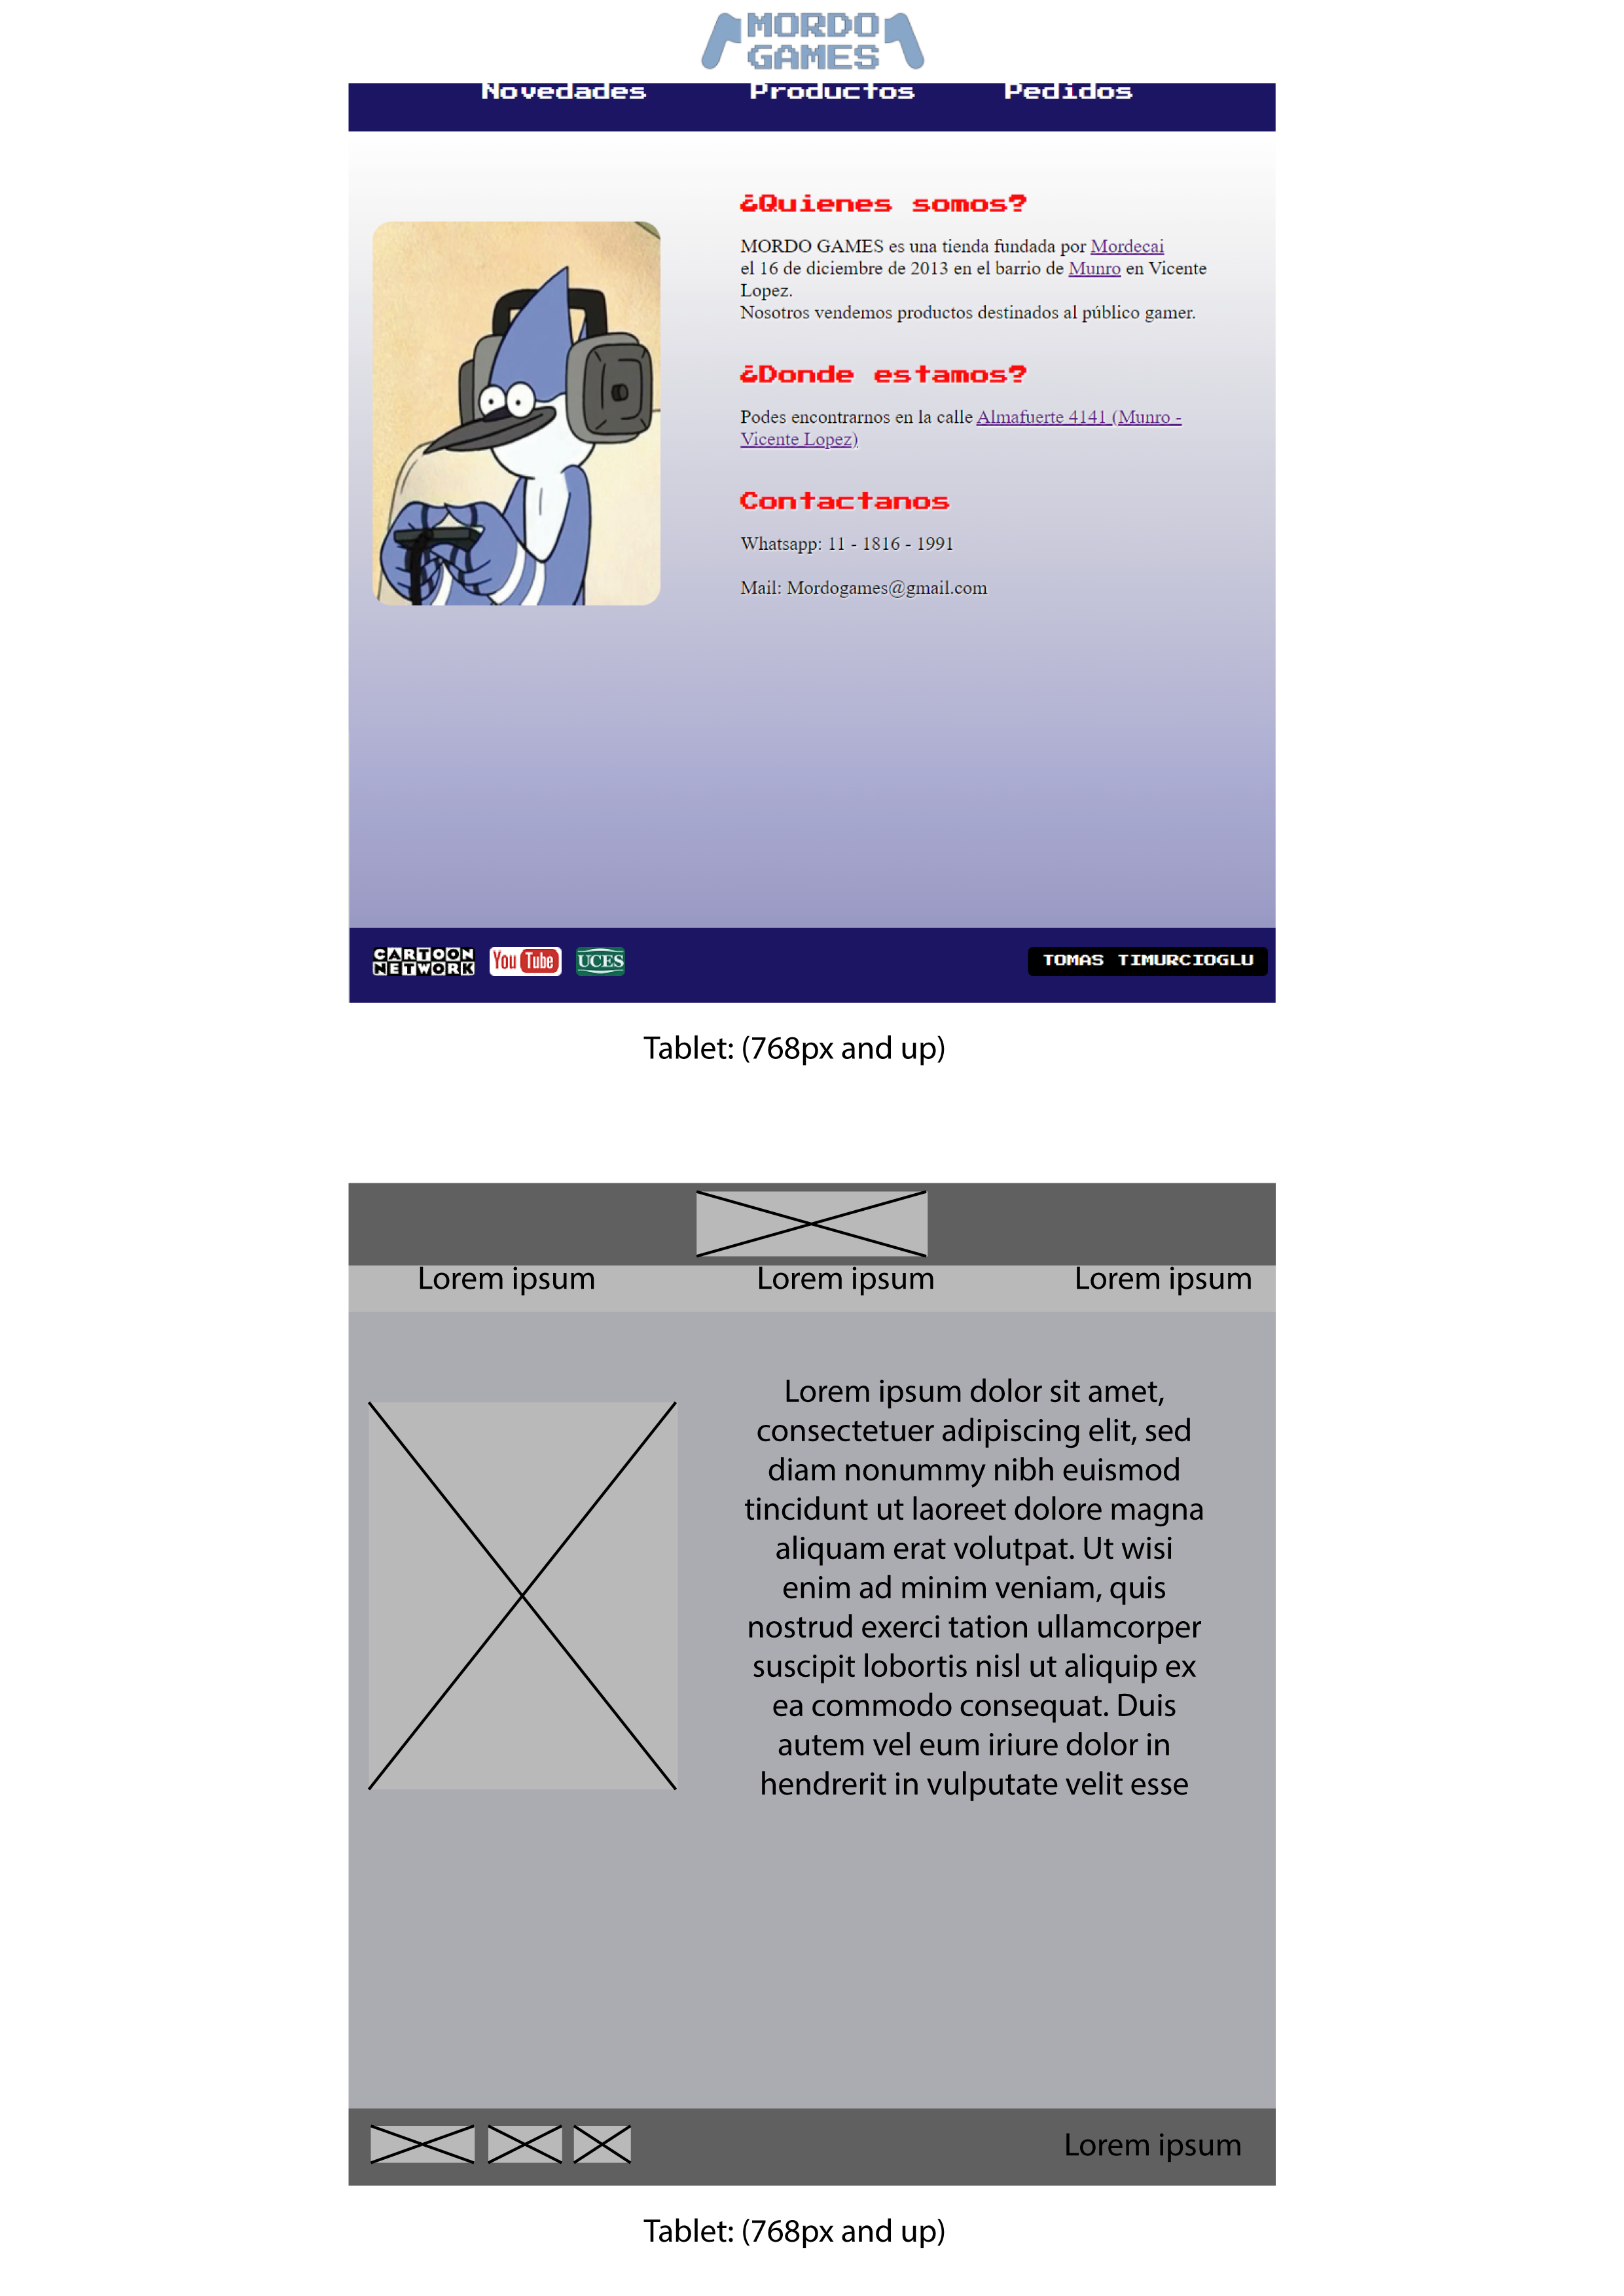 MORDO
GAMES
Novedades Productos Pedidos
¿Quienes somos?
MORDO GAMES es una tienda fundada por Mordecai
el 16 de diciembre de 2013 en el barrio de Munro en Vicente
Lopez.
Nosotros vendemos productos destinados al público gamer.
¿Donde estamos?
Podes encontrarnos en la calle Almafuerte 4141 (Munro -
Vicente Lopez)
Contactanos
Whatsapp: 11 - 1816 - 1991
Mail: Mordogames@gmail.com
CARTOON
NETWORK
You Tube
UCES
TOMAS TIMURCIOGLU
Tablet: (768px and up)
Lorem ipsum Lorem ipsum Lorem ipsum
Lorem ipsum dolor sit amet,
consectetuer adipiscing elit, sed
diam nonummy nibh euismod
tincidunt ut laoreet dolore magna
aliquam erat volutpat. Ut wisi
enim ad minim veniam, quis
nostrud exerci tation ullamcorper
suscipit lobortis nisl ut aliquip ex
ea commodo consequat. Duis
autem vel eum iriure dolor in
hendrerit in vulputate velit esse
Lorem ipsum
Tablet: (768px and up)